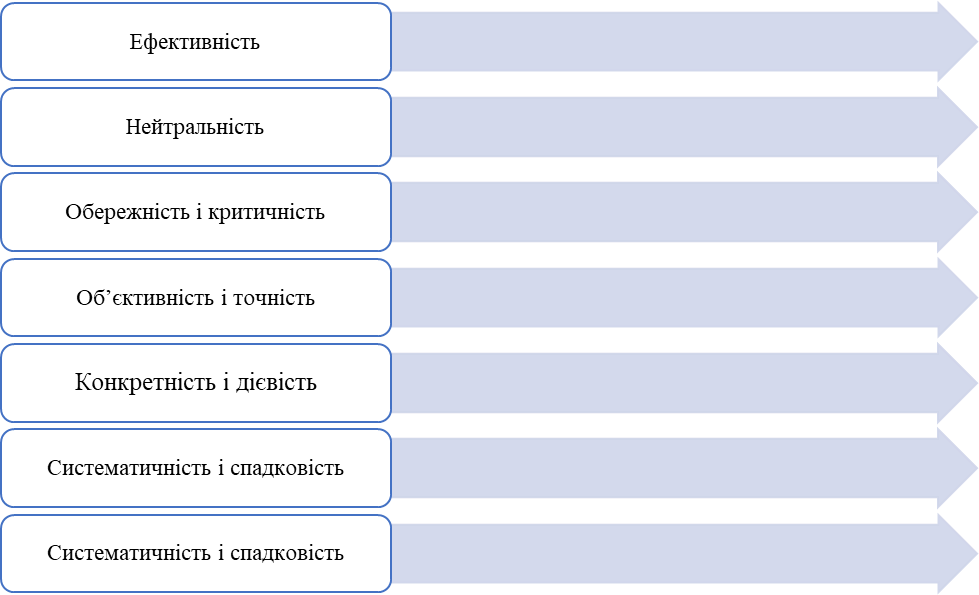 Ефективність
Нейтральність
Обережність і критичність
Об’єктивність і точність
Конкретність і дієвість
Систематичність і спадковість
Систематичність і спадковість